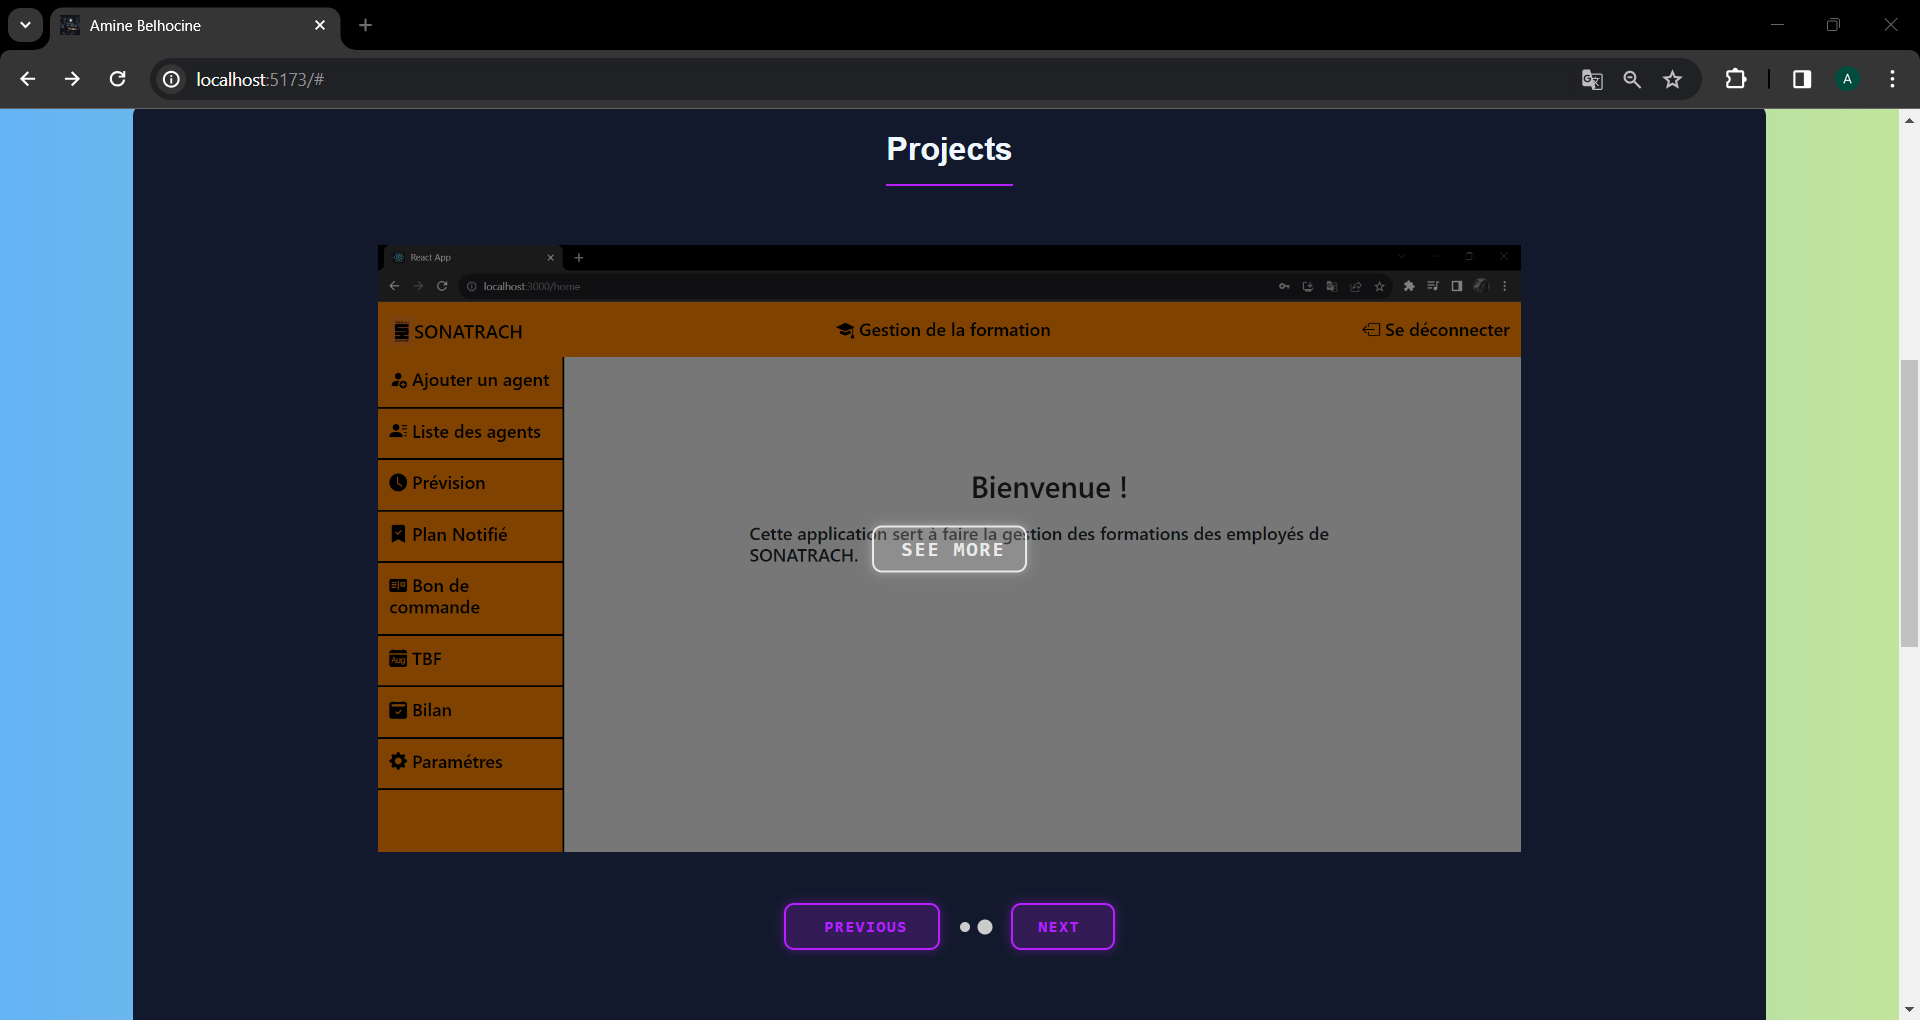 Amine Belhocine
localhost:5173/#
Projects
React App
localhost:3000/home
SONATRACH
Gestion de la formation
Se déconnecter
Ajouter un agent
Liste des agents
Prévision
Plan Notifié
Bon de
commande
Aug TBF
Bilan
Paramétres
Bienvenue !
Cette application sert à faire la gestion des formations des employés de
SONATRACH.
SEE MORE
PREVIOUS
NEXT
A